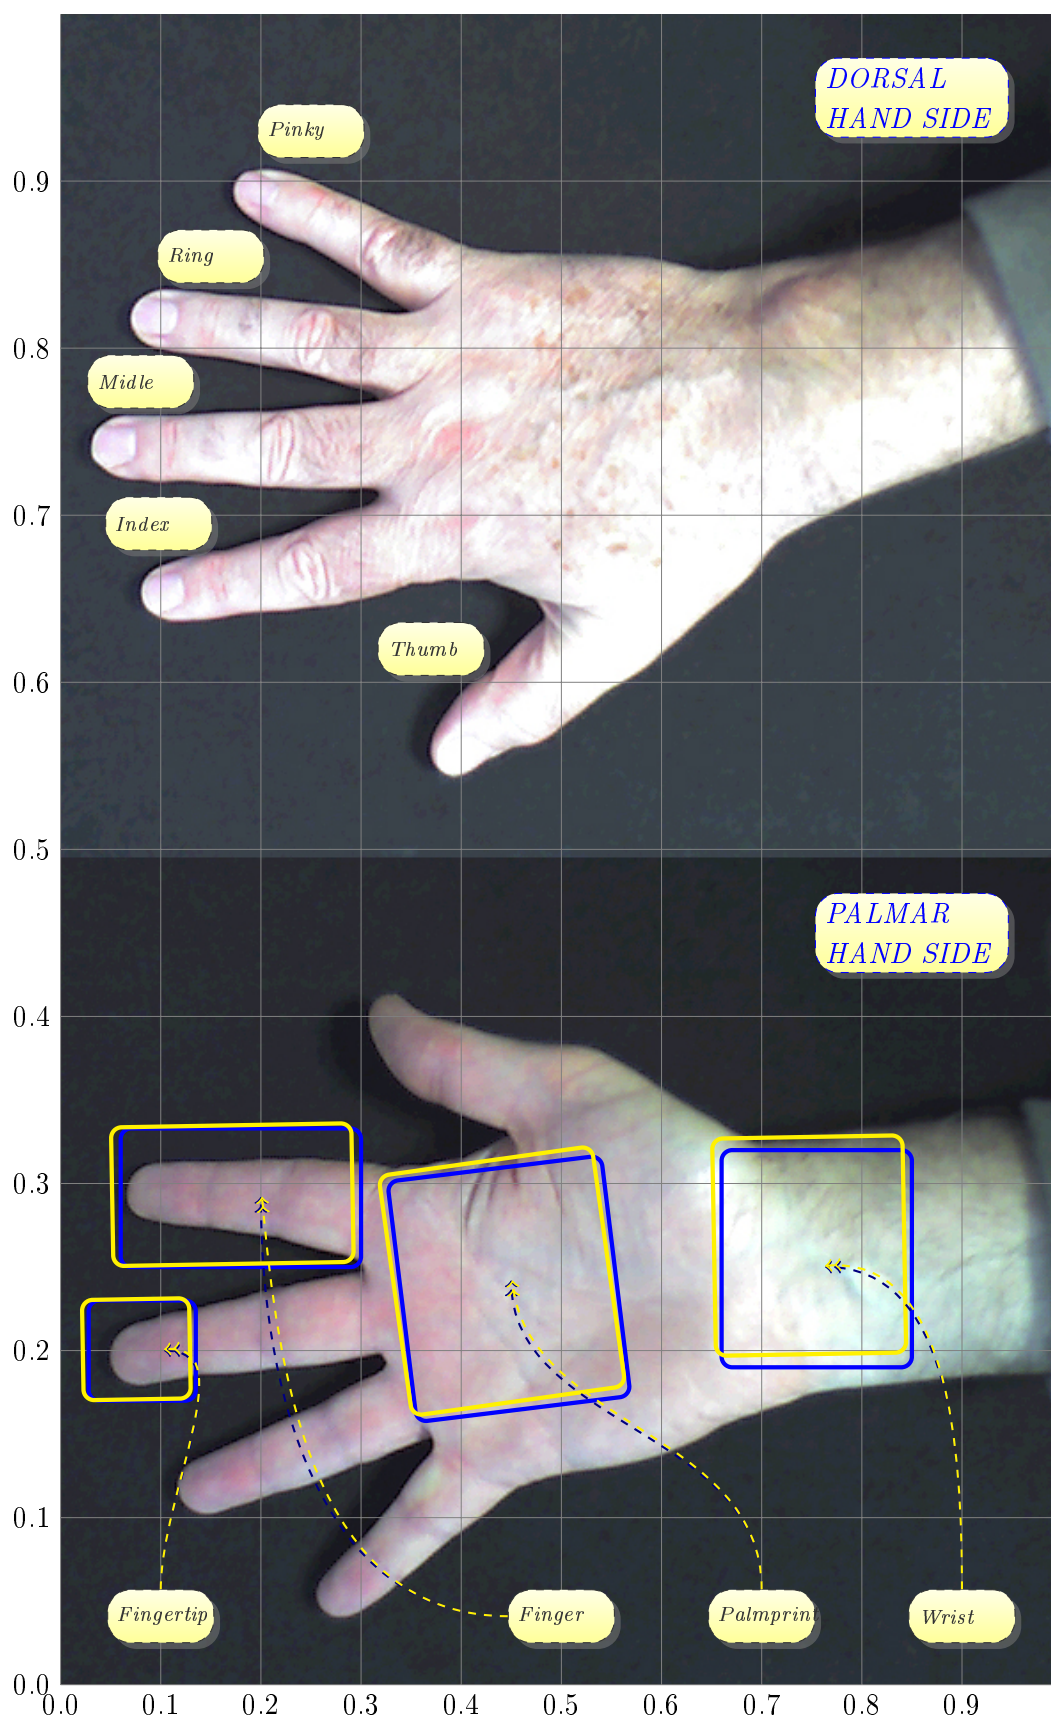 DORSAL
HAND SIDE
Pinky
0.9
Ring
0.8
Midle
Index
0.7
Thumb
0.6
0.5
PALMAR
HAND SIDE
0.4
0.3
0.2
0.1
Fingertip
Finger
Palmprint
Wrist
0.0
0.0 0.1 0.2 0.3 0.4 0.5 0.6 0.7 0.8 0.9